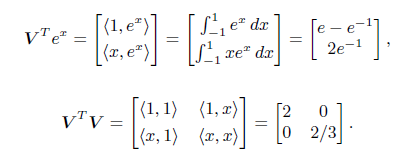 V^T e^x = [⟨1, e^x⟩ ; ⟨x, e^x⟩] = [∫_{-1}^{1} e^x dx ; ∫_{-1}^{1} xe^x dx] = [e − e^{−1} ; 2e^{−1}],
V^T V = [⟨1, 1⟩ ⟨1, x⟩ ; ⟨x, 1⟩ ⟨x, x⟩] = [2 0 ; 0 2/3].